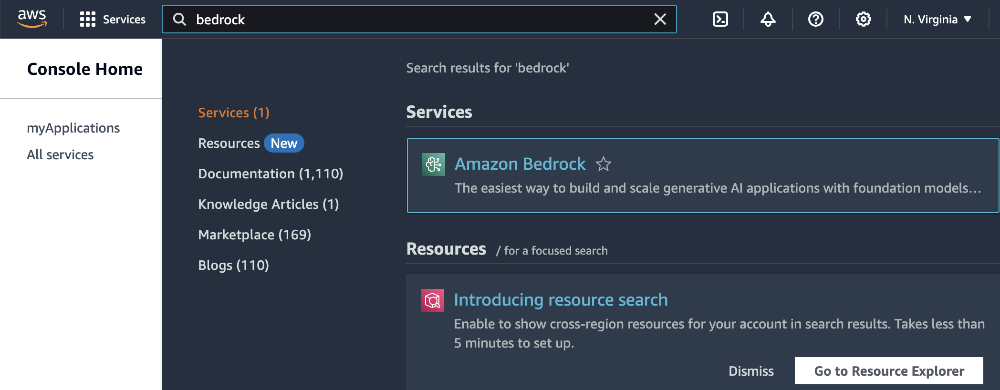 aws
Services
bedrock
N. Virginia
Console Home
myApplications
All services
Services (1)
Resources New
Documentation (1,110)
Knowledge Articles (1)
Marketplace (169)
Blogs (110)
Search results for 'bedrock'
Services
Amazon Bedrock
The easiest way to build and scale generative AI applications with foundation models...
Resources / for a focused search
Introducing resource search
Enable to show cross-region resources for your account in search results. Takes less than
5 minutes to set up.
Dismiss
Go to Resource Explorer